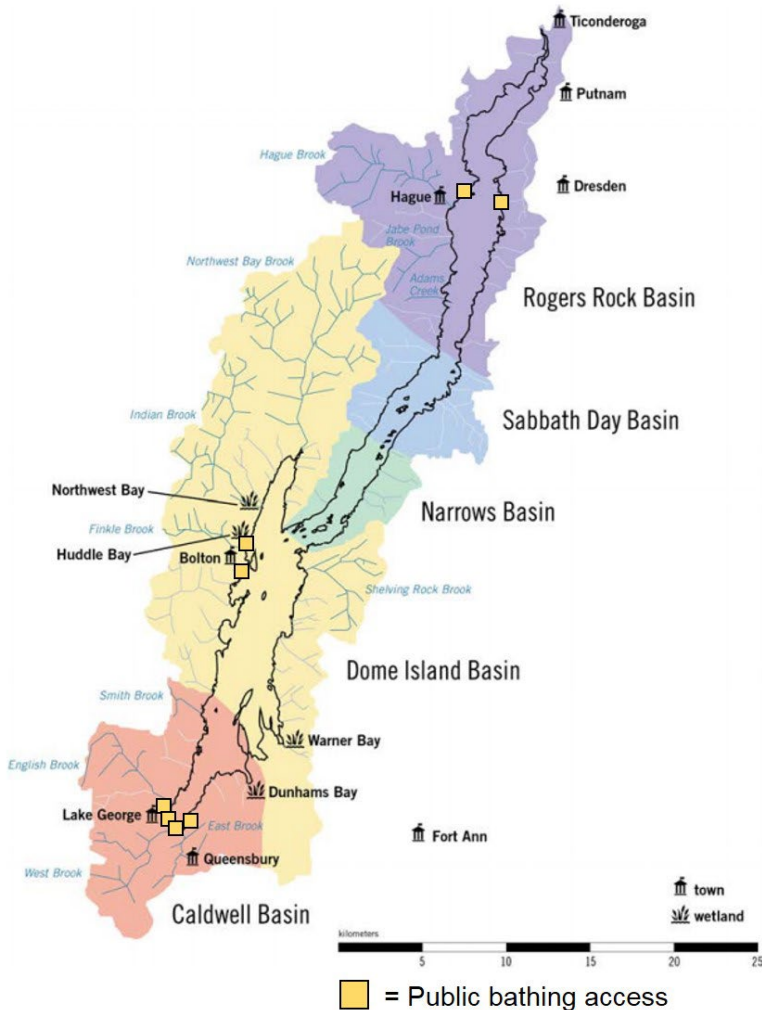 Ticonderoga
Putnam
Hague Brook
Dresden
Hague
Jabe Pond
Brook
Northwest Bay Brook
Adams
Creek
Rogers Rock Basin
Indian Brook
Sabbath Day Basin
Northwest Bay
Narrows Basin
Finkle Brook
Huddle Bay
Bolton
Shelving Rock Brook
Dome Island Basin
Smith Brook
Warner Bay
English Brook
Dunhams Bay
Lake George
East Brook
Fort Ann
Queensbury
West Brook
town
Caldwell Basin
wetland
kilometers
5 10 15 20 25
= Public bathing access